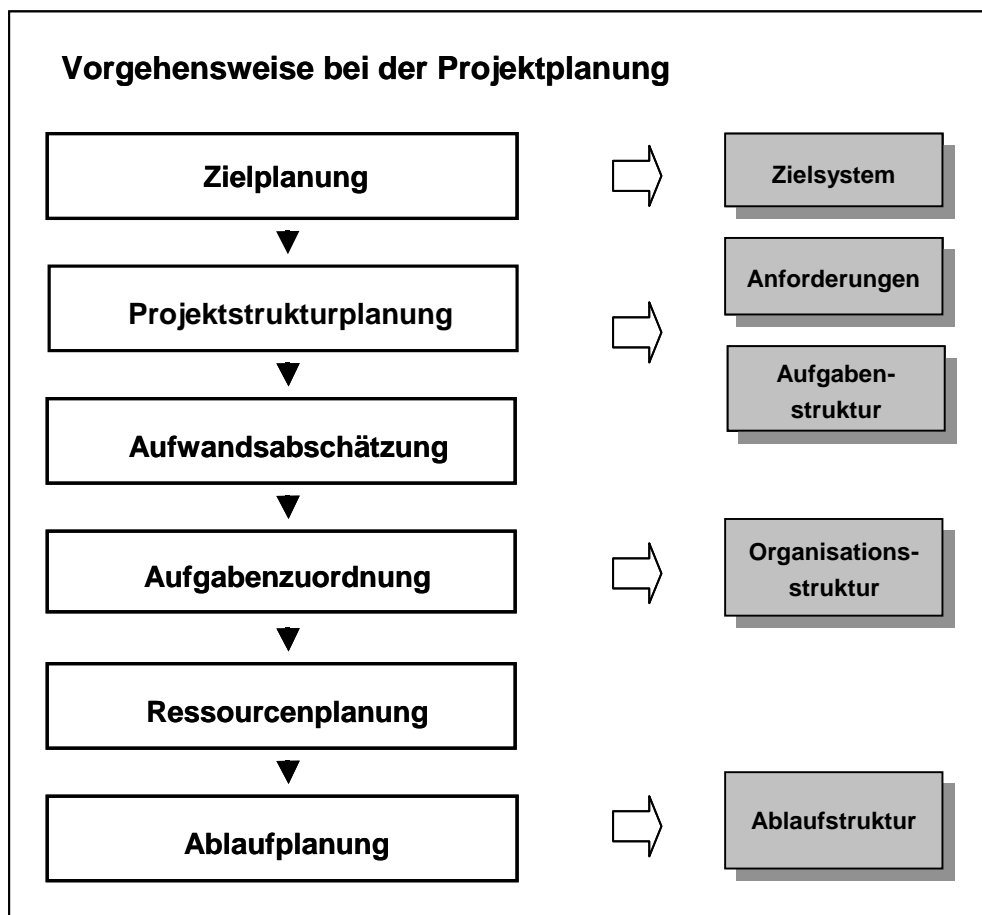 Vorgehensweise bei der Projektplanung
Zielplanung
Zielsystem
Projektstrukturplanung
Anforderungen
Aufgaben-
struktur
Aufwandsabschätzung
Aufgabenzuordnung
Organisations-
struktur
Ressourcenplanung
Ablaufplanung
Ablaufstruktur